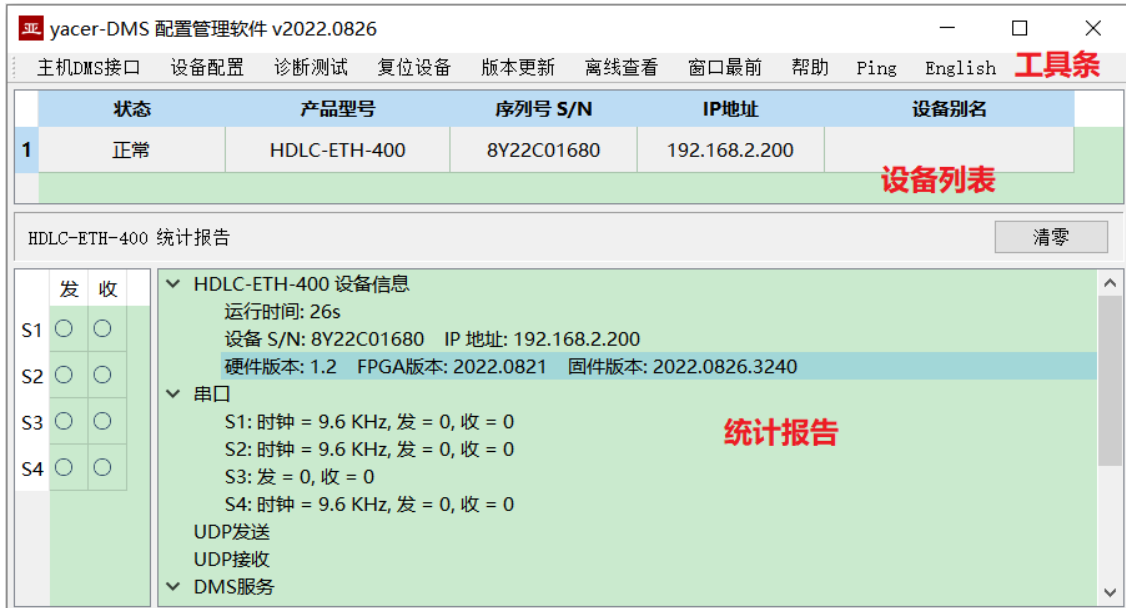 亚 yacer-DMS 配置管理软件 v2022.0826
主机DMS接口 设备配置 诊断测试 复位设备 版本更新 离线查看 窗口最前 帮助 Ping English 工具条
状态 产品型号 序列号 S/N IP地址 设备别名
1 正常 HDLC-ETH-400 8Y22C01680 192.168.2.200
设备列表
HDLC-ETH-400 统计报告 清零
发 收
HDLC-ETH-400 设备信息
运行时间: 26s
S1
设备 S/N: 8Y22C01680 IP 地址: 192.168.2.200
硬件版本: 1.2 FPGA版本: 2022.0821 固件版本: 2022.0826.3240
S2
串口
S1: 时钟 = 9.6 KHz, 发 = 0, 收 = 0
S3
统计报告
S2: 时钟 = 9.6 KHz, 发 = 0, 收 = 0
S4
S3: 发 = 0, 收 = 0
S4: 时钟 = 9.6 KHz, 发 = 0, 收 = 0
UDP发送
UDP接收
DMS服务